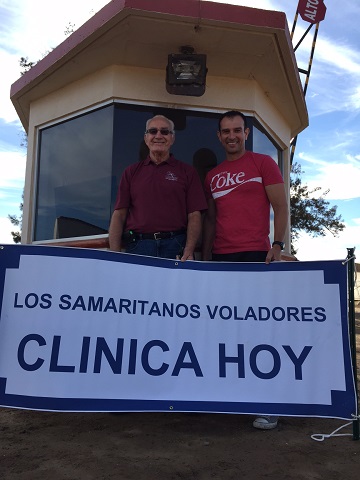 ALTO
Coke
LOS SAMARITANOS VOLADORES
CLINICA HOY